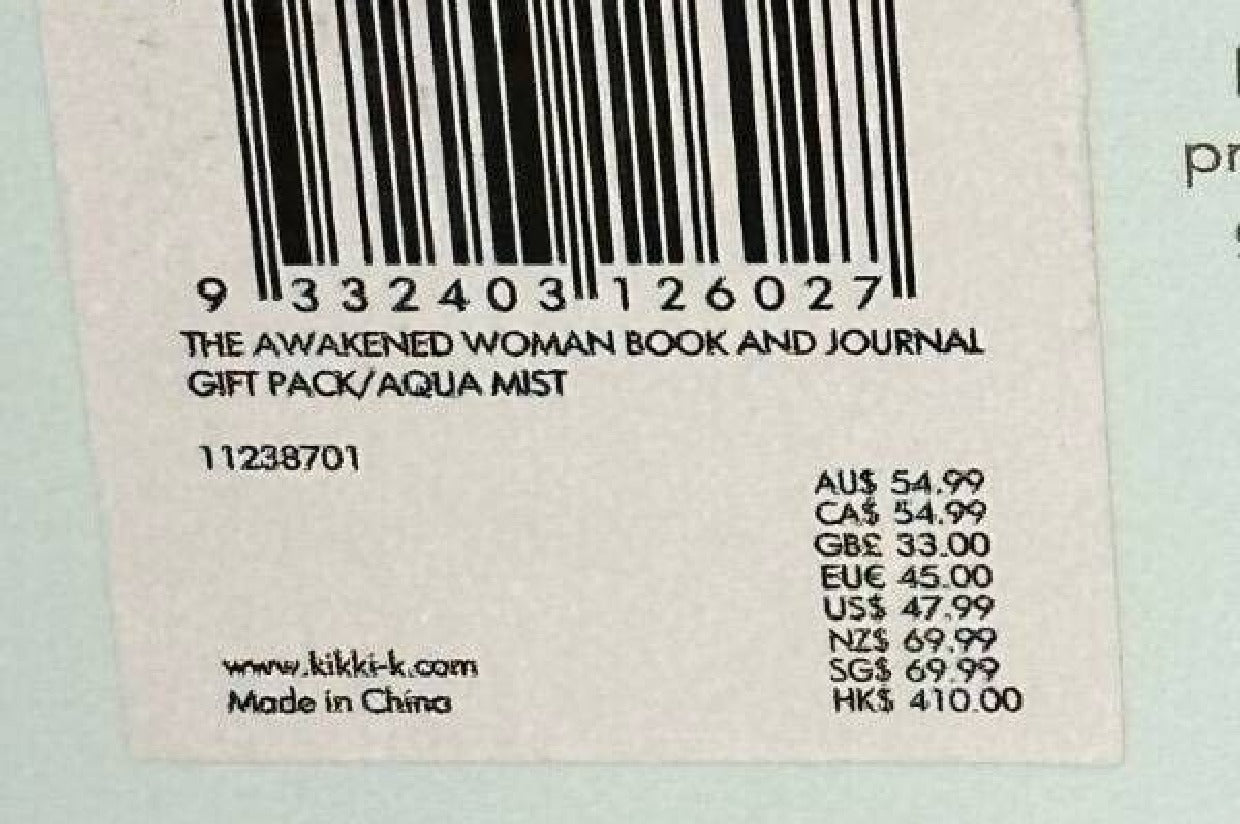 9 332403 126027
THE AWAKENED WOMAN BOOK AND JOURNAL
GIFT PACK/AQUA MIST
11238701
AU$ 54.99
CA$ 54.99
GB£ 33.00
EU€ 45.00
US$ 47.99
NZ$ 69.99
SG$ 69.99
HK$ 410.00
www.kikki-k.com
Made in China